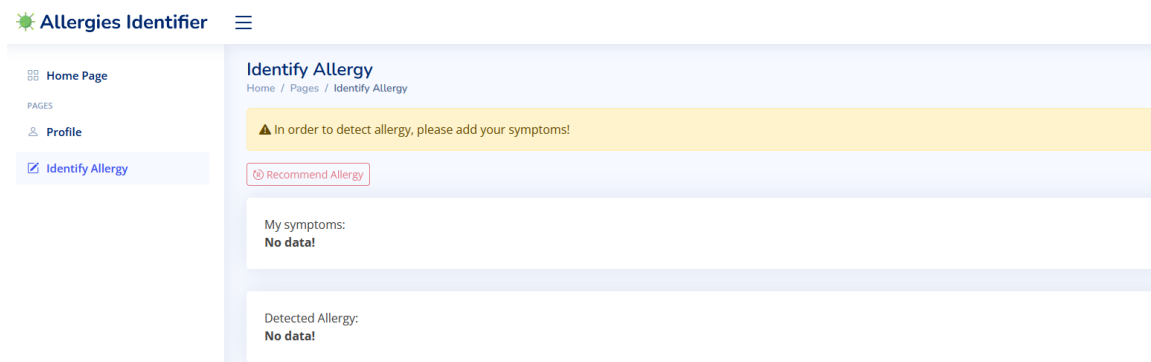 Allergies Identifier
Home Page
PAGES
Profile
Identify Allergy
Identify Allergy
Home / Pages / Identify Allergy
In order to detect allergy, please add your symptoms!
Recommend Allergy
My symptoms:
No data!
Detected Allergy:
No data!